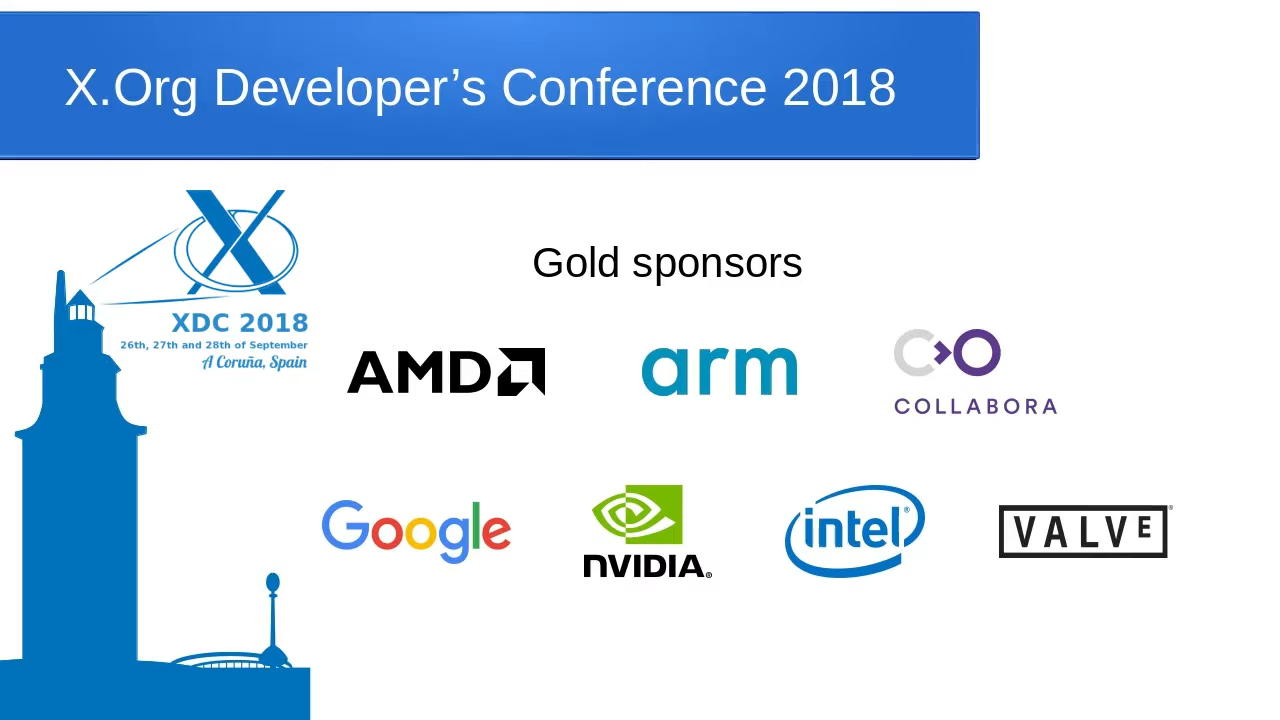 X.Org Developer’s Conference 2018
XDC 2018
26th, 27th and 28th of September
A Coruña, Spain
Gold sponsors
AMD
arm
COLLABORA
Google
NVIDIA®
intel®
VALVE®